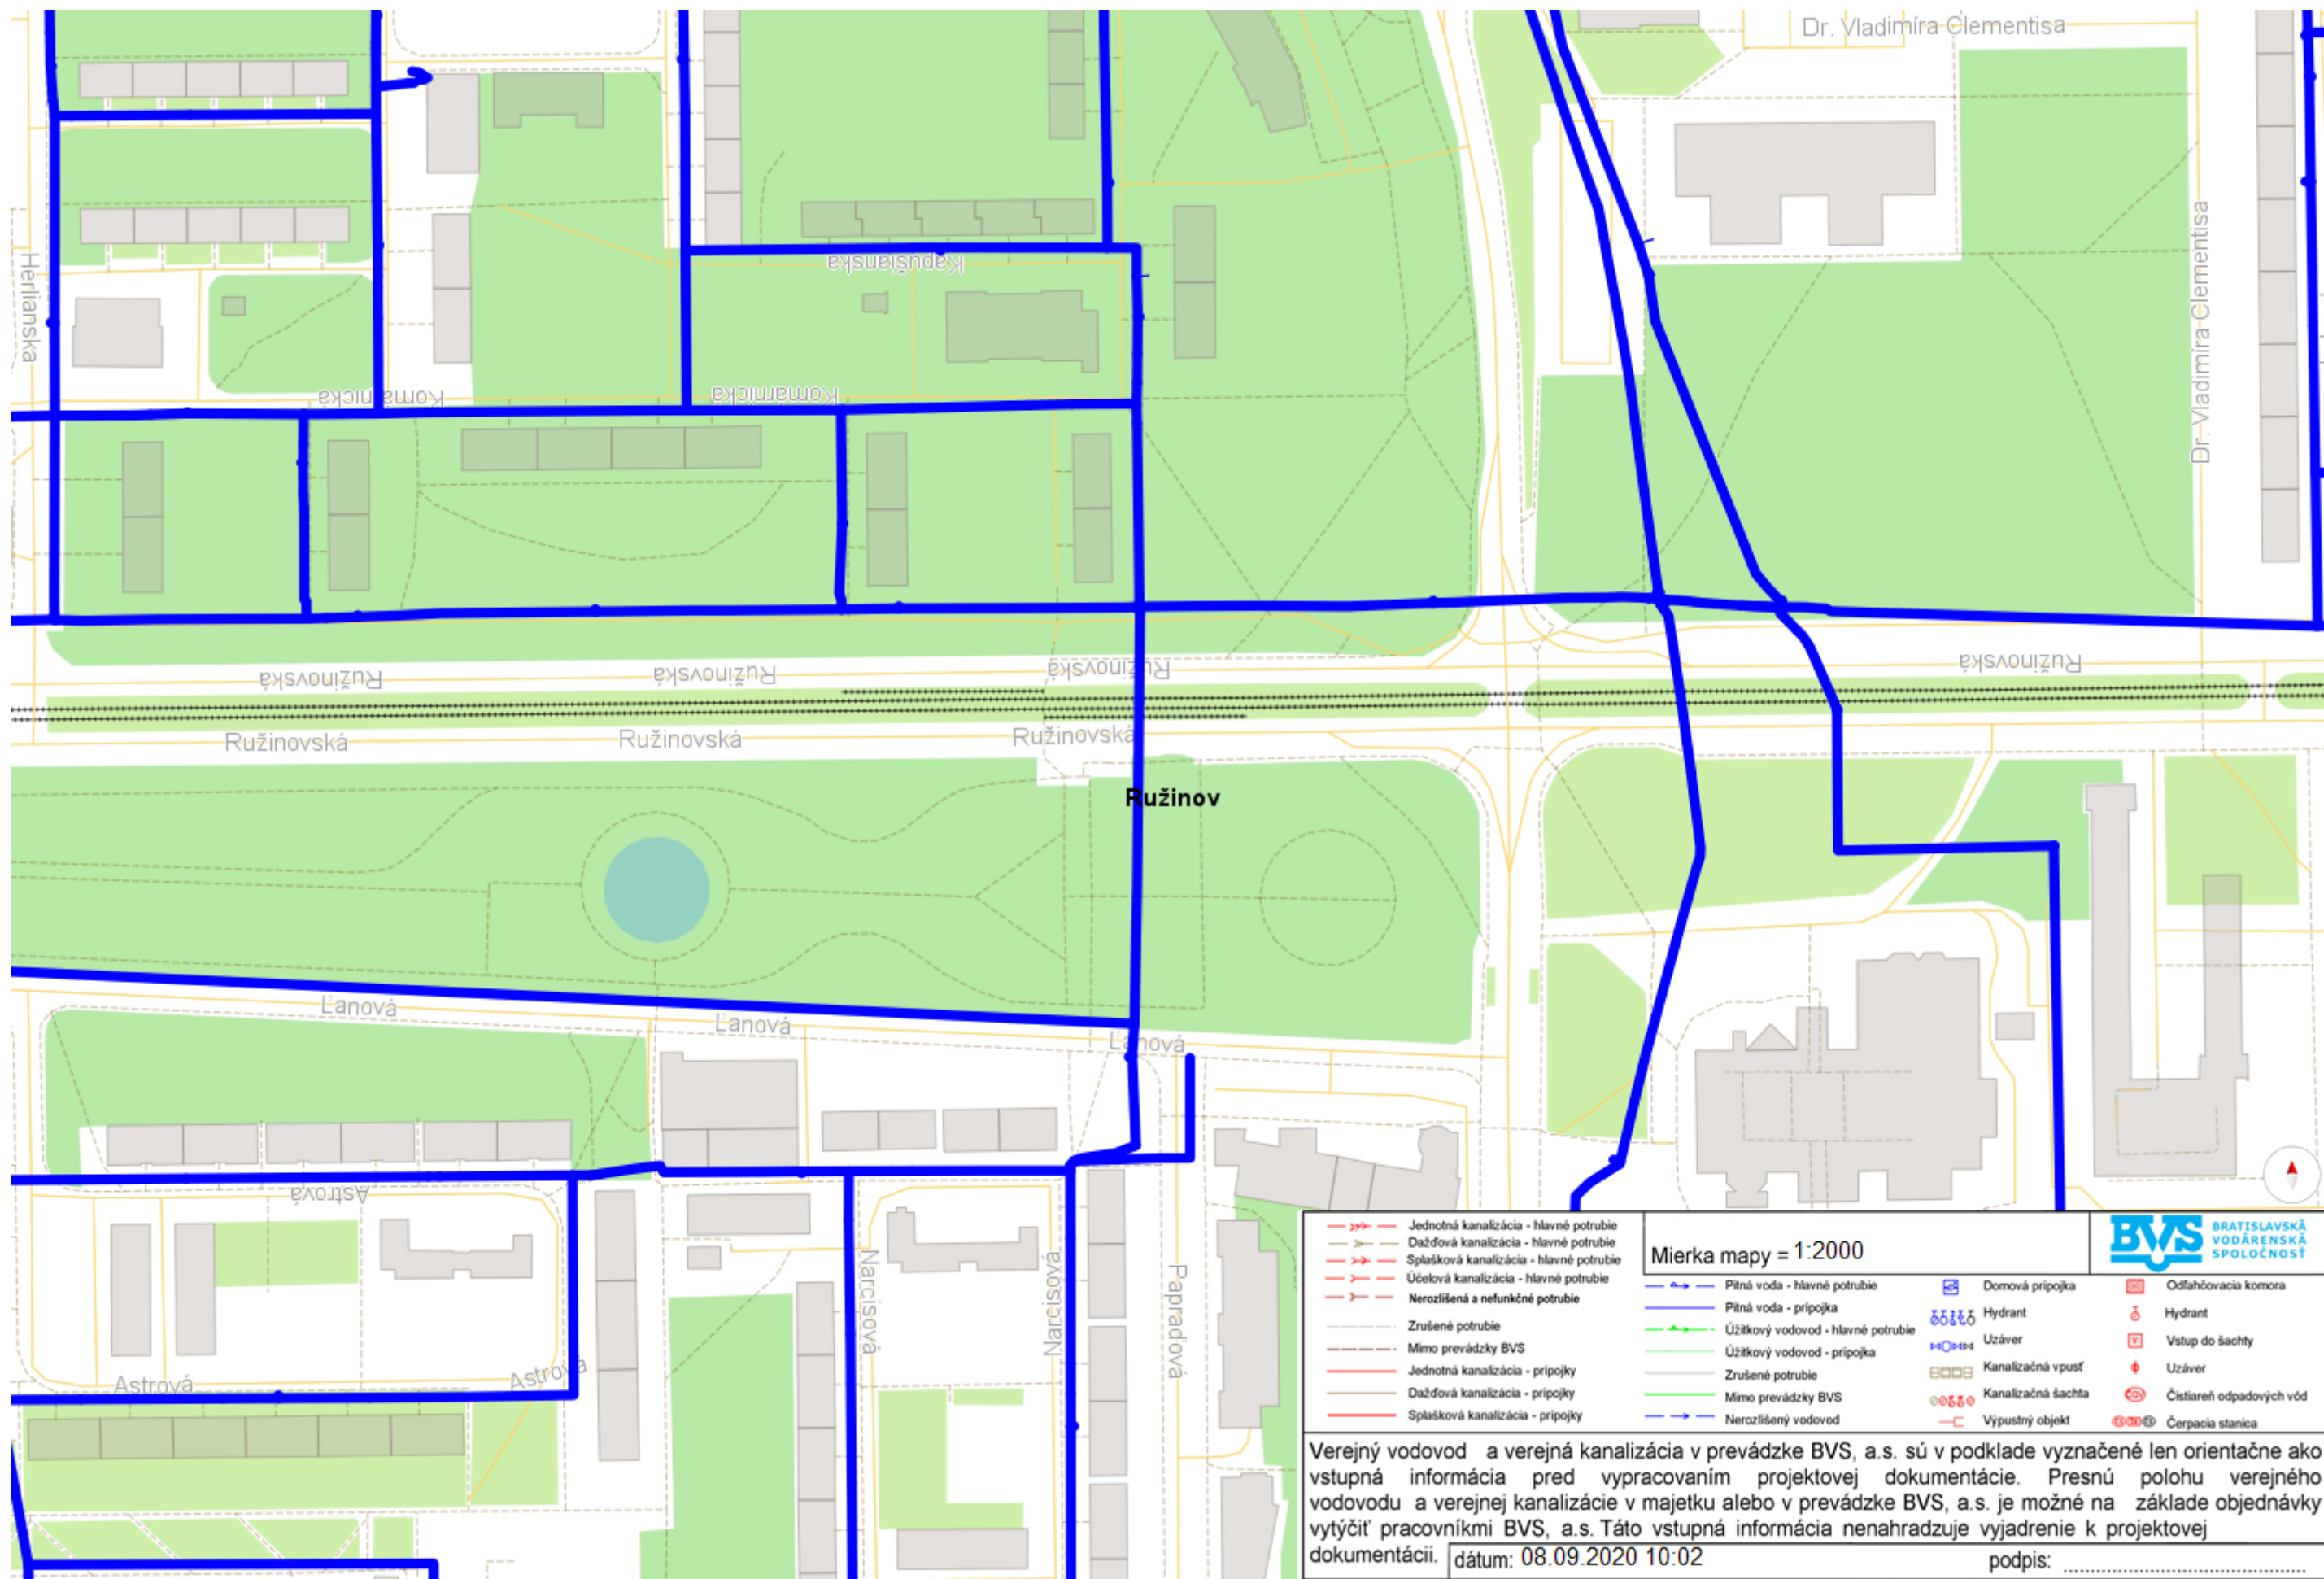 Dr. Vladimíra Clementisa
Herlianska
Kapušianska
Dr. Vladimíra Clementisa
Komárnická
Komárnická
Ružinovská
Ružinovská
Ružinovská
Ružinovská
Ružinovská
Ružinovská
Ružinovská
Ružinov
Ľanová
Ľanová
Ľanová
Astrová
Narcisová
Narcisová
Papraďová
Astrová
Astrová
Jednotná kanalizácia - hlavné potrubie
Dažďová kanalizácia - hlavné potrubie
Splašková kanalizácia - hlavné potrubie
Účelová kanalizácia - hlavné potrubie
Nerozlíšená a nefunkčné potrubie
Zrušené potrubie
Mimo prevádzky BVS
Jednotná kanalizácia - prípojky
Dažďová kanalizácia - prípojky
Splašková kanalizácia - prípojky
Mierka mapy = 1:2000
BVS BRATISLAVSKÁ
VODÁRENSKÁ
SPOLOČNOSŤ
Pitná voda - hlavné potrubie
Pitná voda - prípojka
Úžitkový vodovod - hlavné potrubie
Úžitkový vodovod - prípojka
Zrušené potrubie
Mimo prevádzky BVS
Nerozlíšený vodovod
Domová prípojka
Hydrant
Uzáver
Kanalizačná vpusť
Kanalizačná šachta
Výpustný objekt
Odľahčovacia komora
Hydrant
Vstup do šachty
Uzáver
Čistiareň odpadových vôd
Čerpacia stanica
Verejný vodovod a verejná kanalizácia v prevádzke BVS, a.s. sú v podklade vyznačené len orientačne ako
vstupná informácia pred vypracovaním projektovej dokumentácie. Presnú polohu verejného
vodovodu a verejnej kanalizácie v majetku alebo v prevádzke BVS, a.s. je možné na základe objednávky
vytýčiť pracovníkmi BVS, a.s. Táto vstupná informácia nenahradzuje vyjadrenie k projektovej
dokumentácii.
dátum: 08.09.2020 10:02
podpis: ........................................